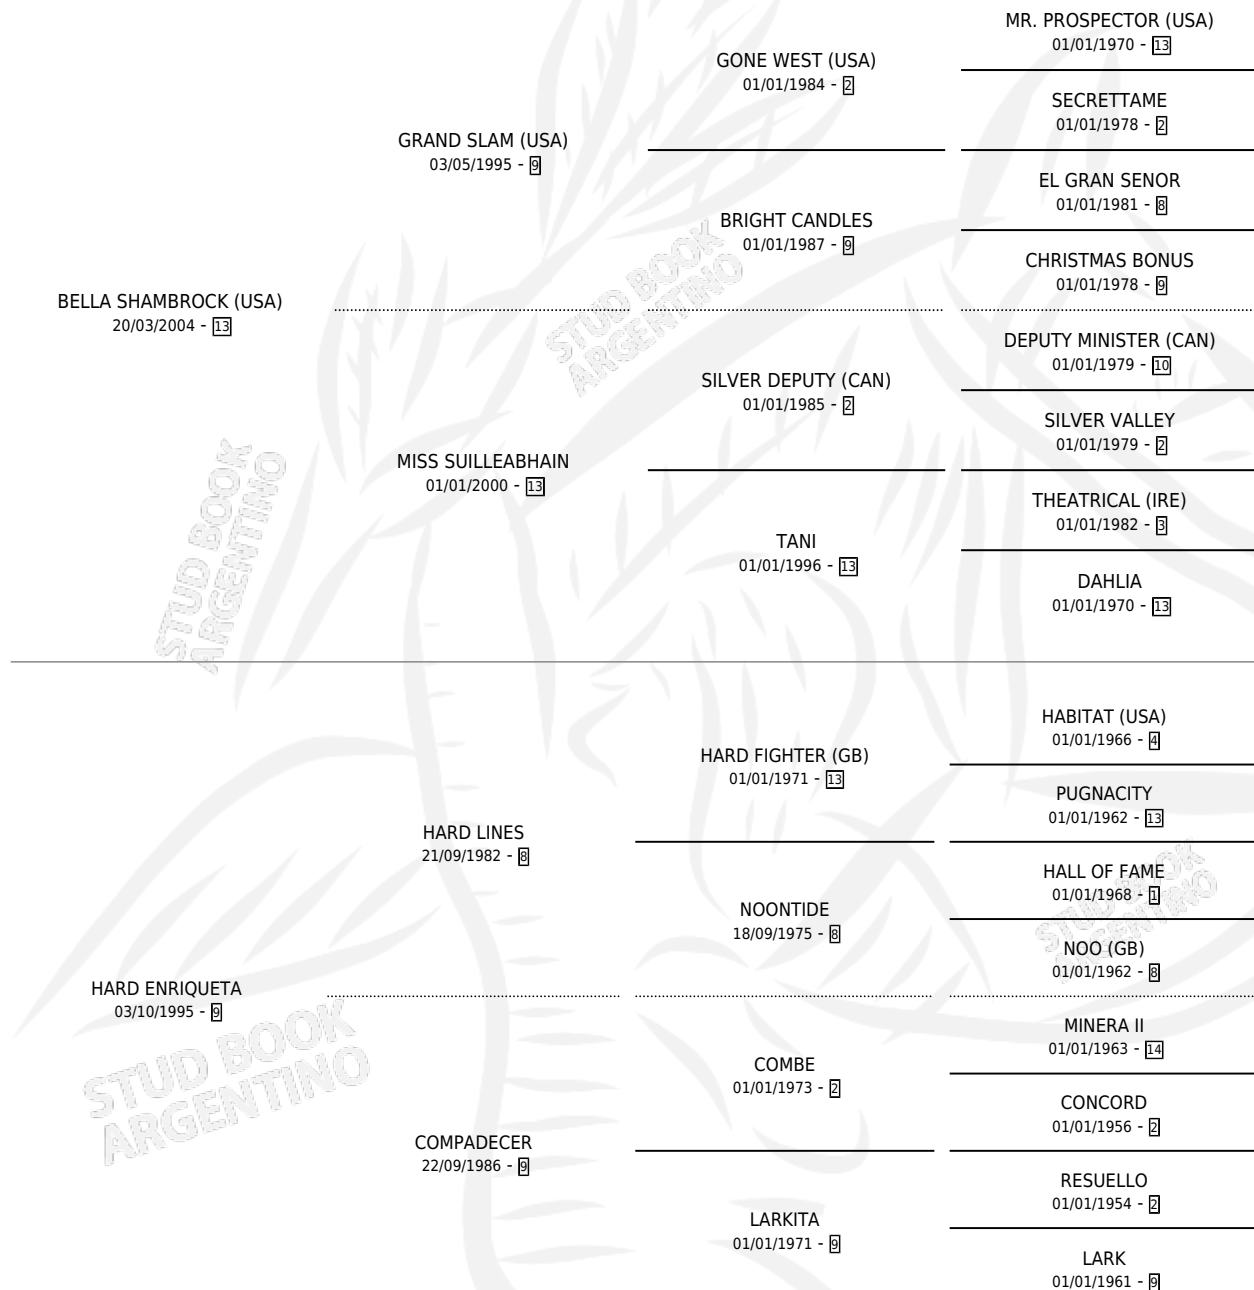 MR. PROSPECTOR (USA)
01/01/1970 - 13
GONE WEST (USA)
01/01/1984 - 2
SECRETTAME
01/01/1978 - 2
GRAND SLAM (USA)
03/05/1995 - 9
EL GRAN SENOR
01/01/1981 - 8
BRIGHT CANDLES
01/01/1987 - 9
CHRISTMAS BONUS
01/01/1978 - 9
BELLA SHAMBROCK (USA)
20/03/2004 - 13
DEPUTY MINISTER (CAN)
01/01/1979 - 10
SILVER DEPUTY (CAN)
01/01/1985 - 2
SILVER VALLEY
01/01/1979 - 2
MISS SUILLEABHAIN
01/01/2000 - 13
THEATRICAL (IRE)
01/01/1982 - 3
TANI
01/01/1996 - 13
DAHLIA
01/01/1970 - 13
STUD BOOK
ARGENTINO
STUD BOOK
ARGENTINO
HABITAT (USA)
01/01/1966 - 4
HARD FIGHTER (GB)
01/01/1971 - 13
PUGNACITY
01/01/1962 - 13
HARD LINES
21/09/1982 - 8
HALL OF FAME
01/01/1968 - 1
NOONTIDE
18/09/1975 - 8
NOO (GB)
01/01/1962 - 8
HARD ENRIQUETA
03/10/1995 - 9
MINERA II
01/01/1963 - 14
COMBE
01/01/1973 - 2
CONCORD
01/01/1956 - 2
COMPADECER
22/09/1986 - 9
RESUELLO
01/01/1954 - 2
LARKITA
01/01/1971 - 9
LARK
01/01/1961 - 9
STUD BOOK
ARGENTINO
STUD BOOK
ARGENTINO